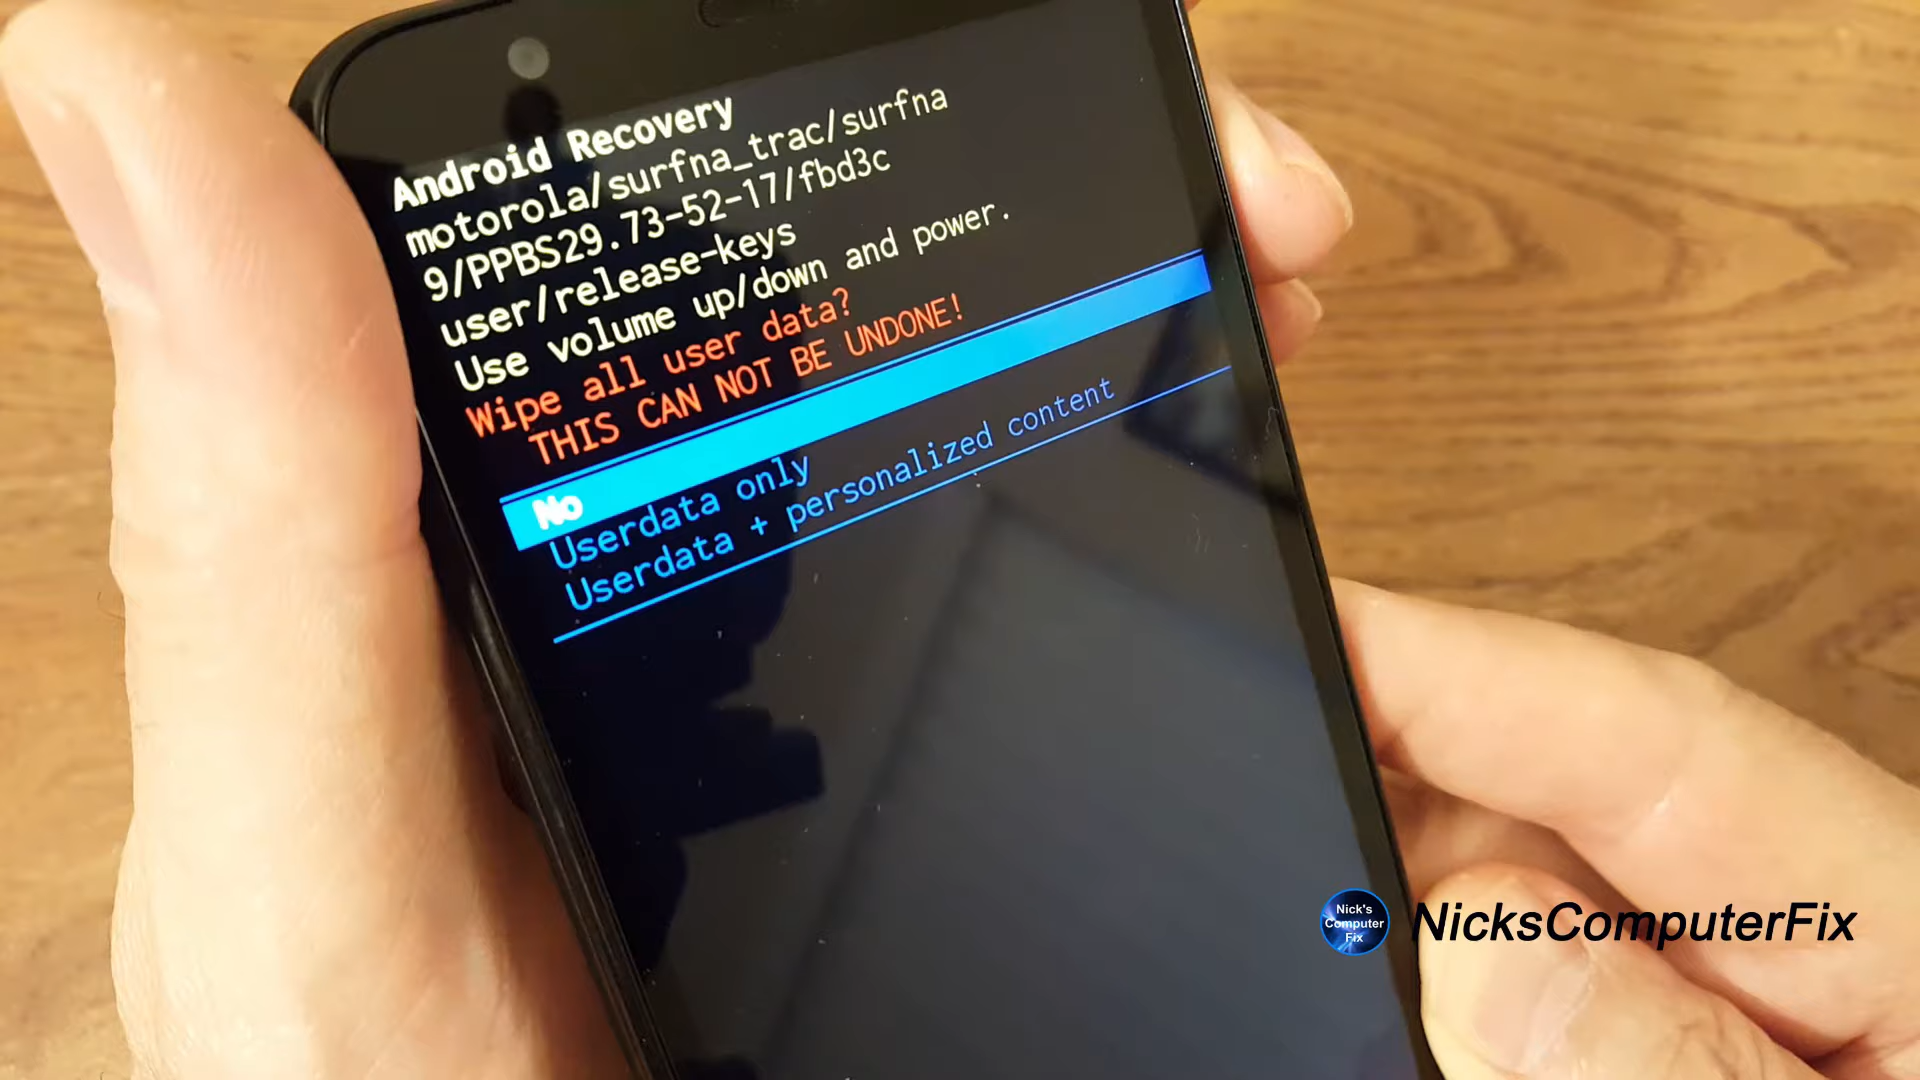 Android Recovery
motorola/surfna_trac/surfna
9/PPBS29.73-52-17/fbd3c
user/release-keys
Use volume up/down and power.
Wipe all user data?
THIS CAN NOT BE UNDONE!
No
Userdata only
Userdata + personalized content
Nick's
Computer
Fix
NicksComputerFix